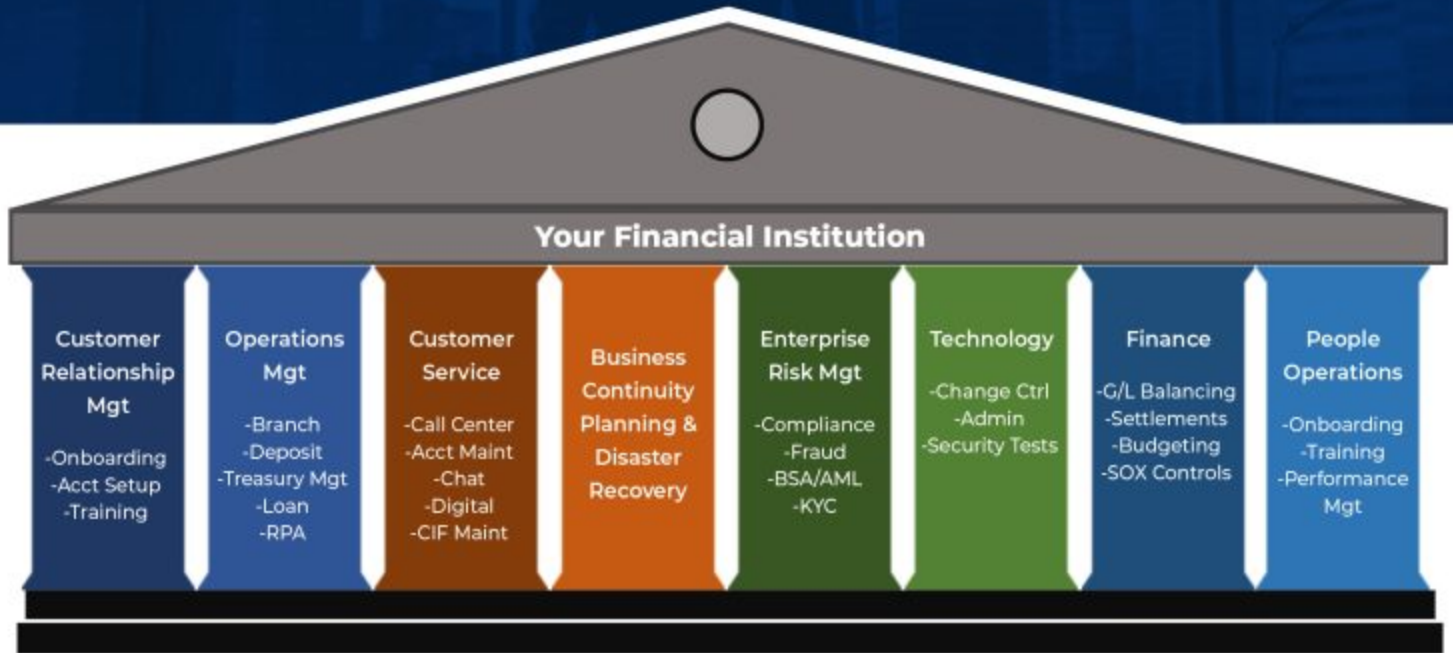 Your Financial Institution
Customer
Relationship
Mgt
-Onboarding
-Acct Setup
-Training
Operations
Mgt
-Branch
-Deposit
-Treasury Mgt
-Loan
-RPA
Customer
Service
-Call Center
-Acct Maint
-Chat
-Digital
-CIF Maint
Business
Continuity
Planning &
Disaster
Recovery
Enterprise
Risk Mgt
-Compliance
-Fraud
-BSA/AML
-KYC
Technology
-Change Ctrl
-Admin
-Security Tests
Finance
-G/L Balancing
-Settlements
-Budgeting
-SOX Controls
People
Operations
-Onboarding
-Training
-Performance
Mgt